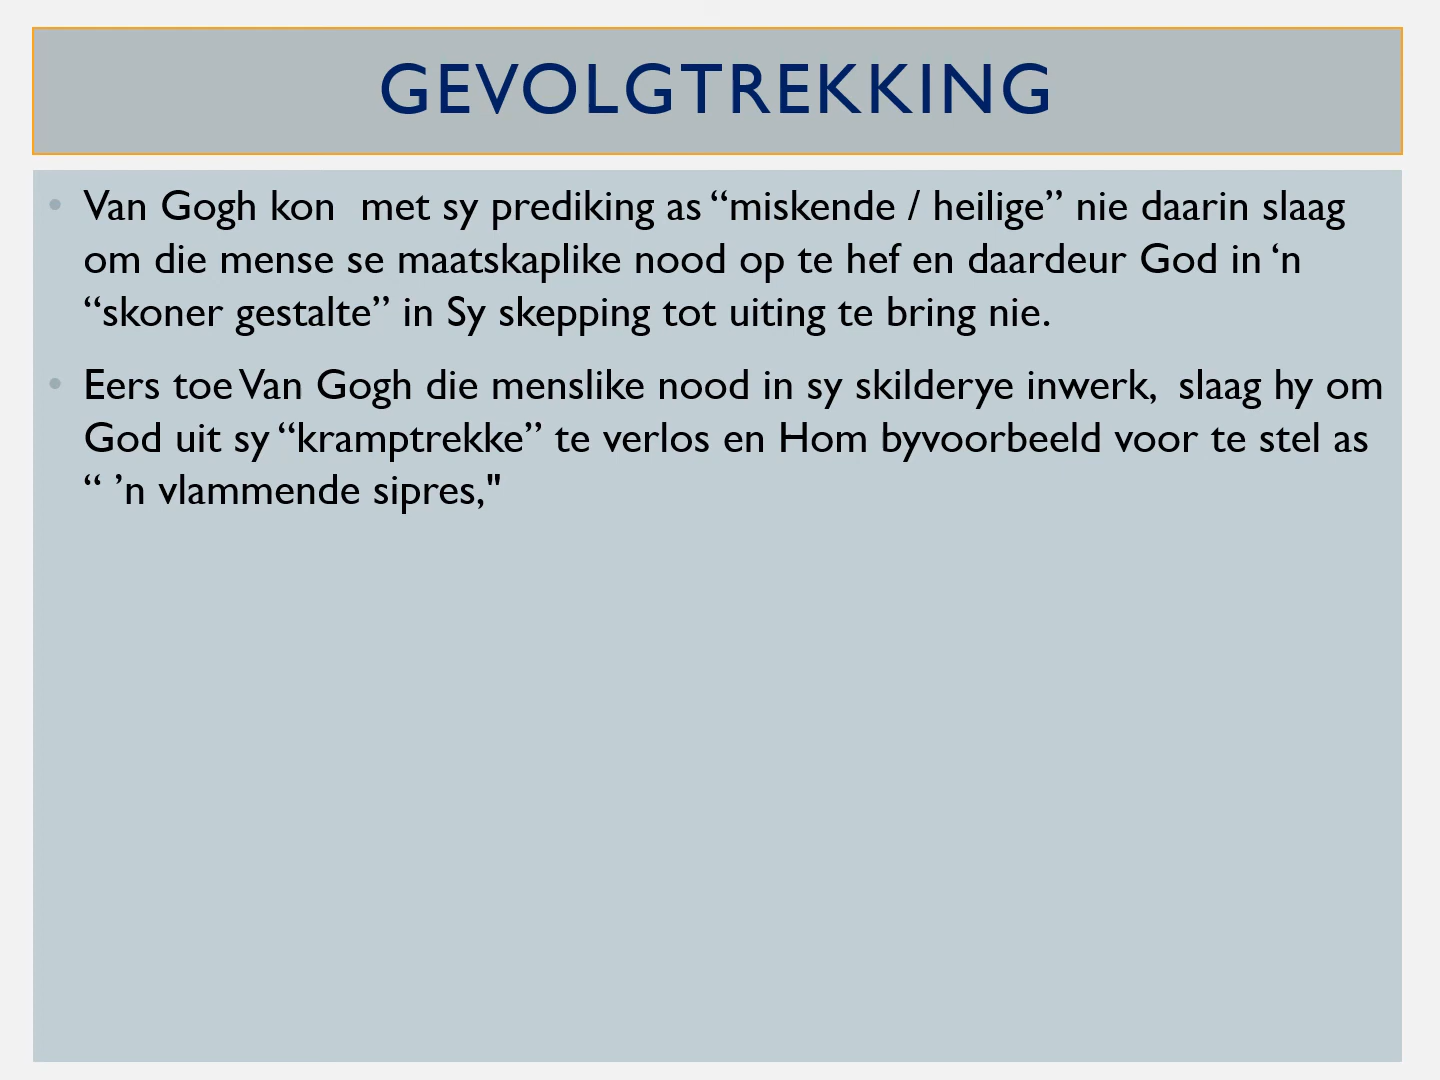 GEVOLGTREKKING
• Van Gogh kon  met sy prediking as “miskende / heilige” nie daarin slaag
om die mense se maatskaplike nood op te hef en daardeur God in ‘n
“skoner gestalte” in Sy skepping tot uiting te bring nie.
• Eers toe Van Gogh die menslike nood in sy skilderye inwerk,  slaag hy om
God uit sy “kramptrekke” te verlos en Hom byvoorbeeld voor te stel as
“ ’n vlammende sipres,"